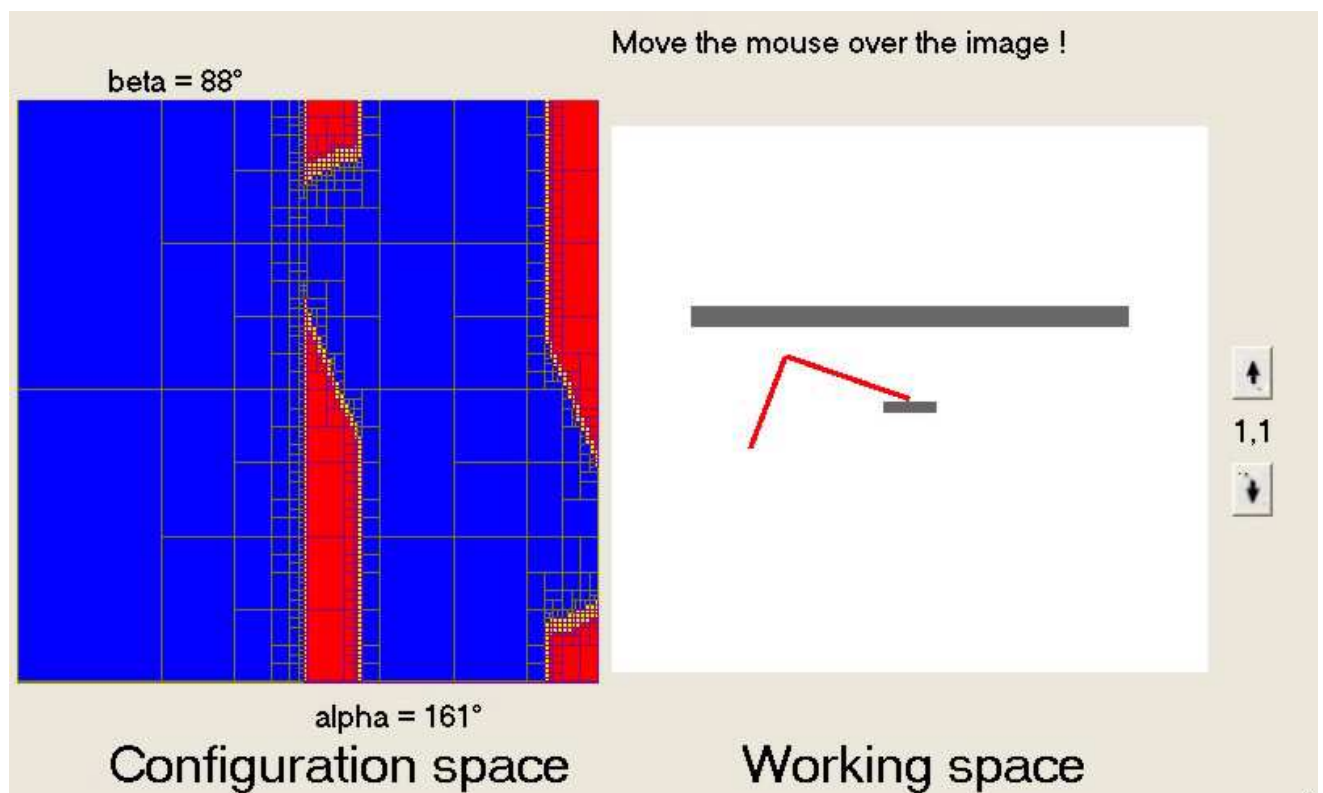 Move the mouse over the image !
beta = 88°
1,1
alpha = 161°
Configuration space
Working space